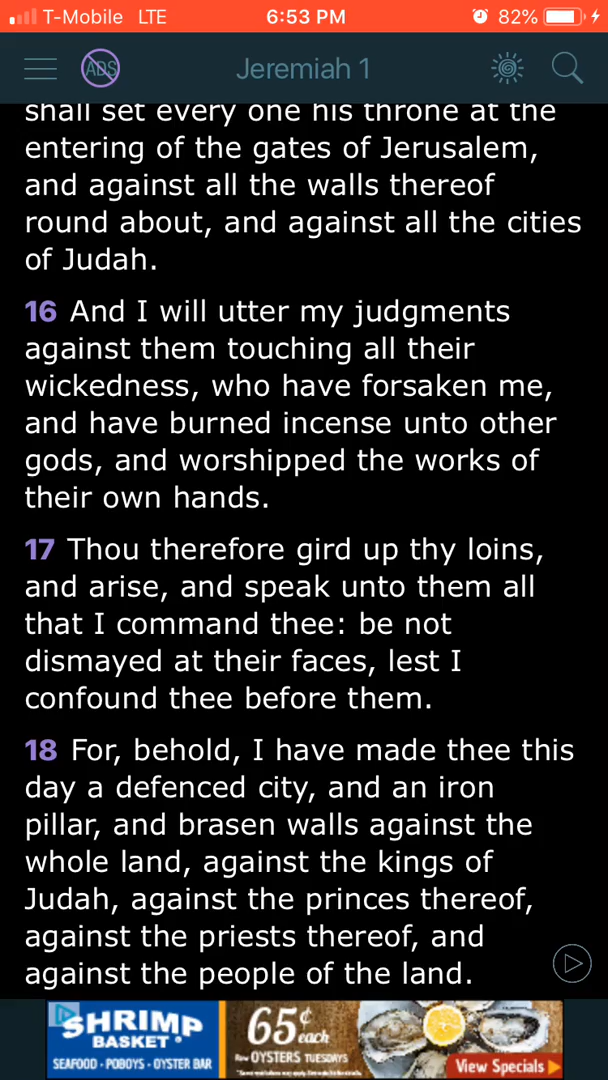 T-Mobile LTE 6:53 PM 82%
ADS Jeremiah 1
shall set every one his throne at the
entering of the gates of Jerusalem,
and against all the walls thereof
round about, and against all the cities
of Judah.
16 And I will utter my judgments
against them touching all their
wickedness, who have forsaken me,
and have burned incense unto other
gods, and worshipped the works of
their own hands.
17 Thou therefore gird up thy loins,
and arise, and speak unto them all
that I command thee: be not
dismayed at their faces, lest I
confound thee before them.
18 For, behold, I have made thee this
day a defenced city, and an iron
pillar, and brasen walls against the
whole land, against the kings of
Judah, against the princes thereof,
against the priests thereof, and
against the people of the land.
SHRIMP
BASKET
SEAFOOD · POBOYS · OYSTER BAR
65¢
each
Raw OYSTERS TUESDAYS
View Specials